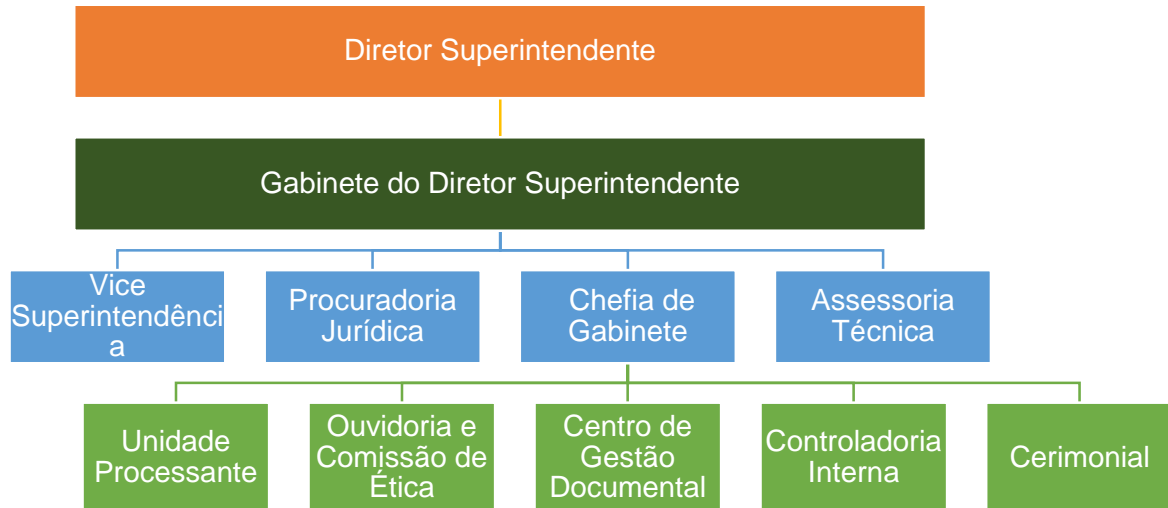 Diretor Superintendente
Gabinete do Diretor Superintendente
Vice
Superintendênci
a
Procuradoria
Jurídica
Chefia de
Gabinete
Assessoria
Técnica
Unidade
Processante
Ouvidoria e
Comissão de
Ética
Centro de
Gestão
Documental
Controladoria
Interna
Cerimonial